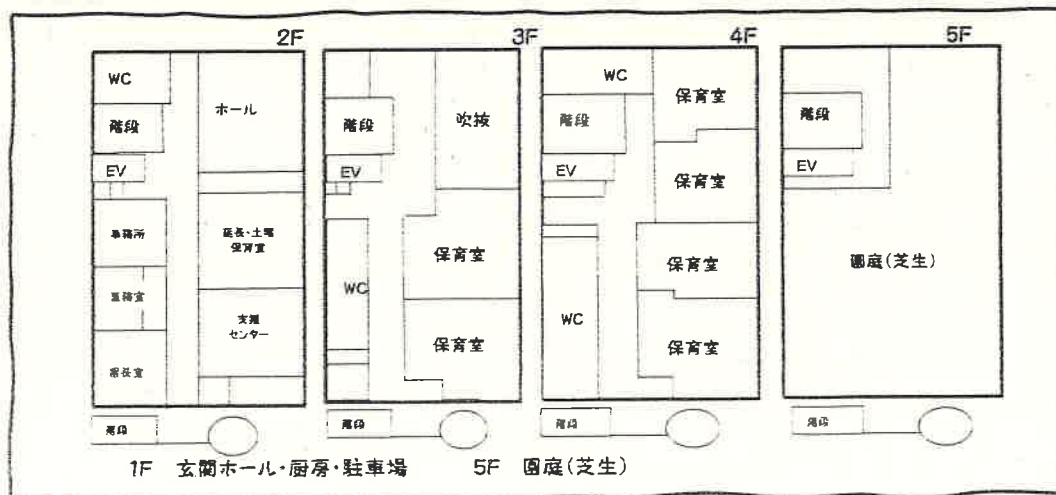 2F
WC
ホール
階段
EV
事務所
延長・土曜
保育室
医務室
支援
センター
園長室
階段
3F
階段
吹抜
EV
保育室
WC
保育室
階段
4F
WC
保育室
階段
EV
保育室
保育室
WC
保育室
階段
5F
階段
EV
園庭(芝生)
階段
1F 玄関ホール・厨房・駐車場
5F 園庭(芝生)